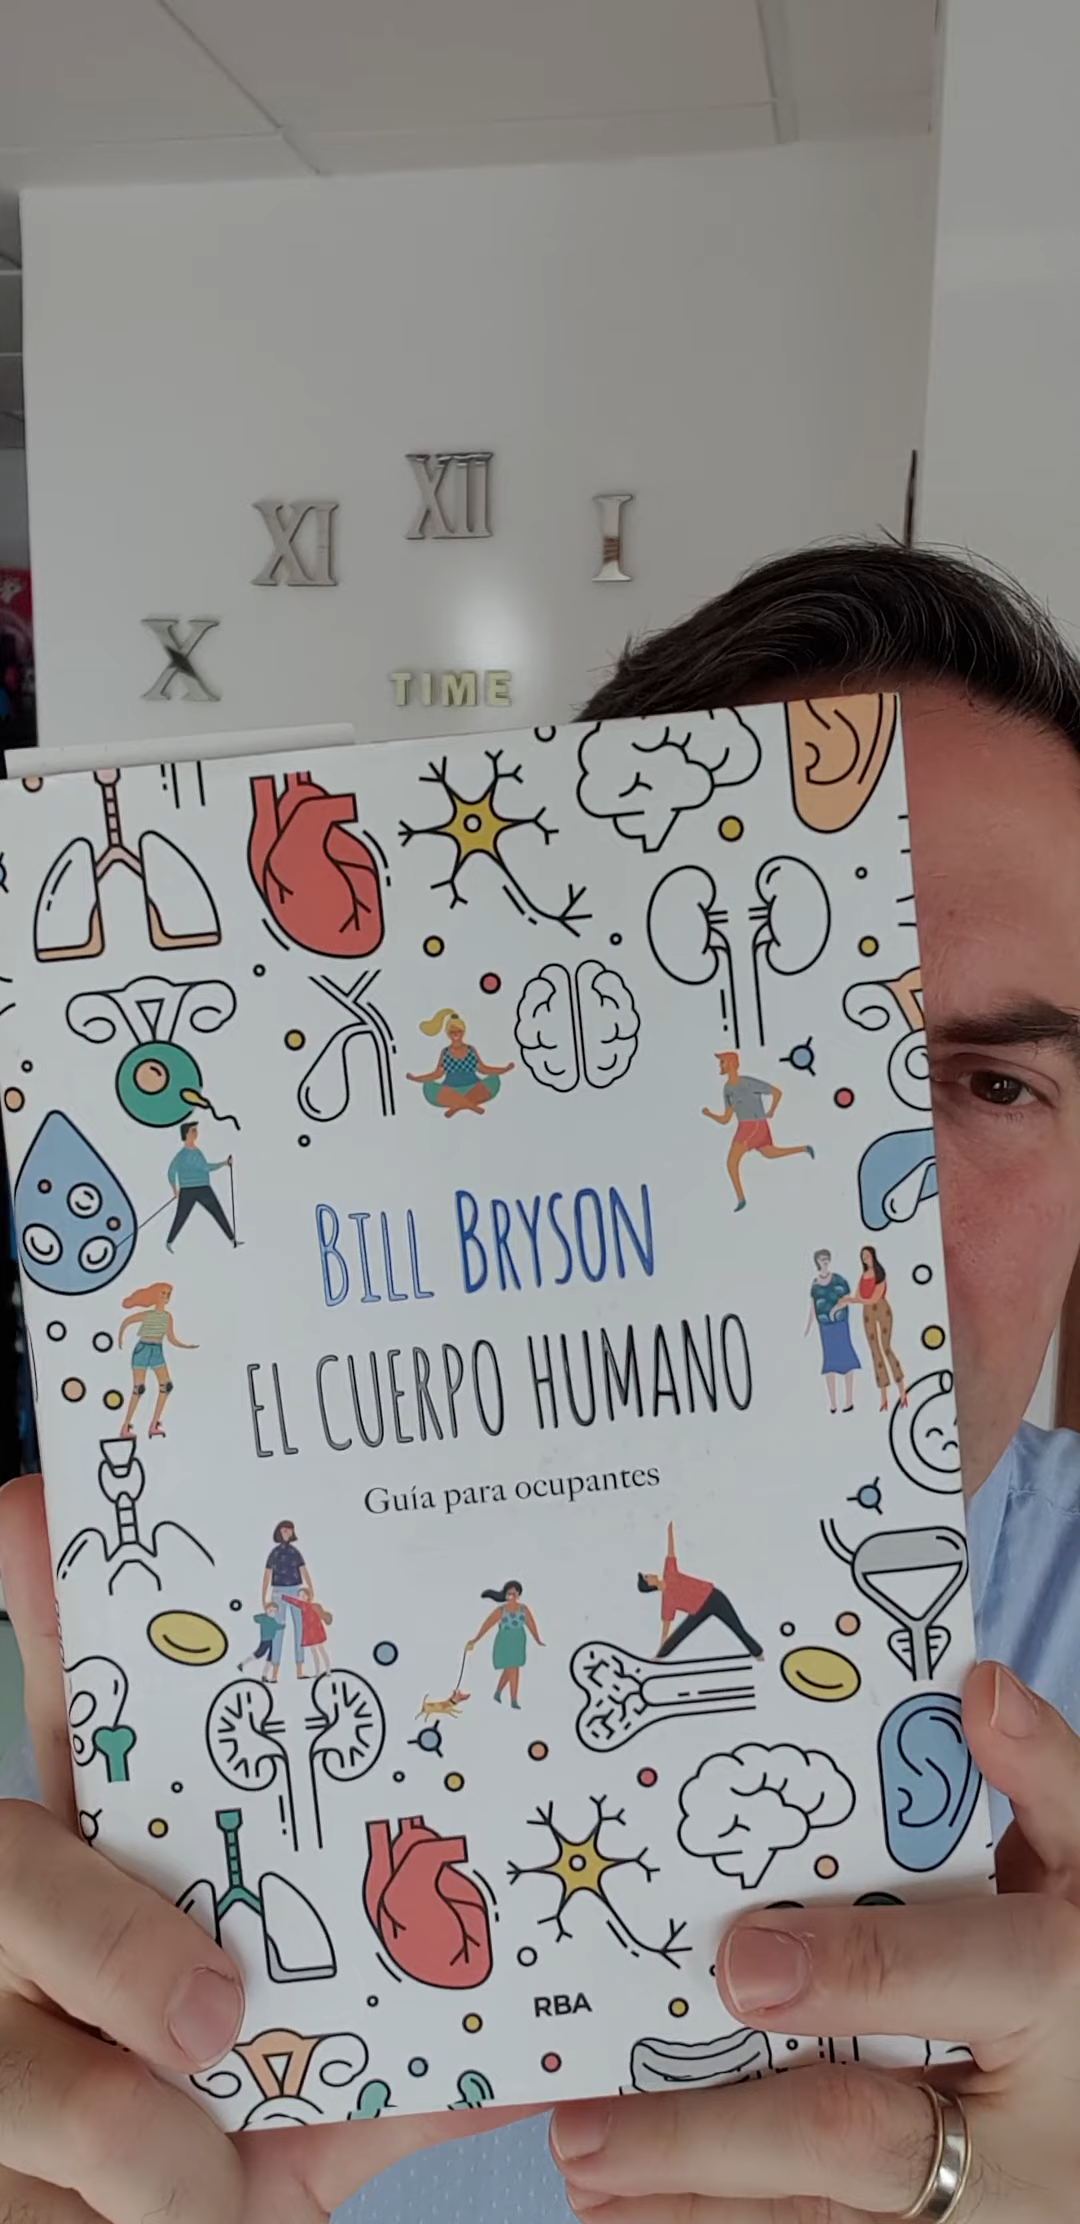 XII
XI
I
X
TIME
BILL BRYSON
EL CUERPO HUMANO
Guía para ocupantes
RBA